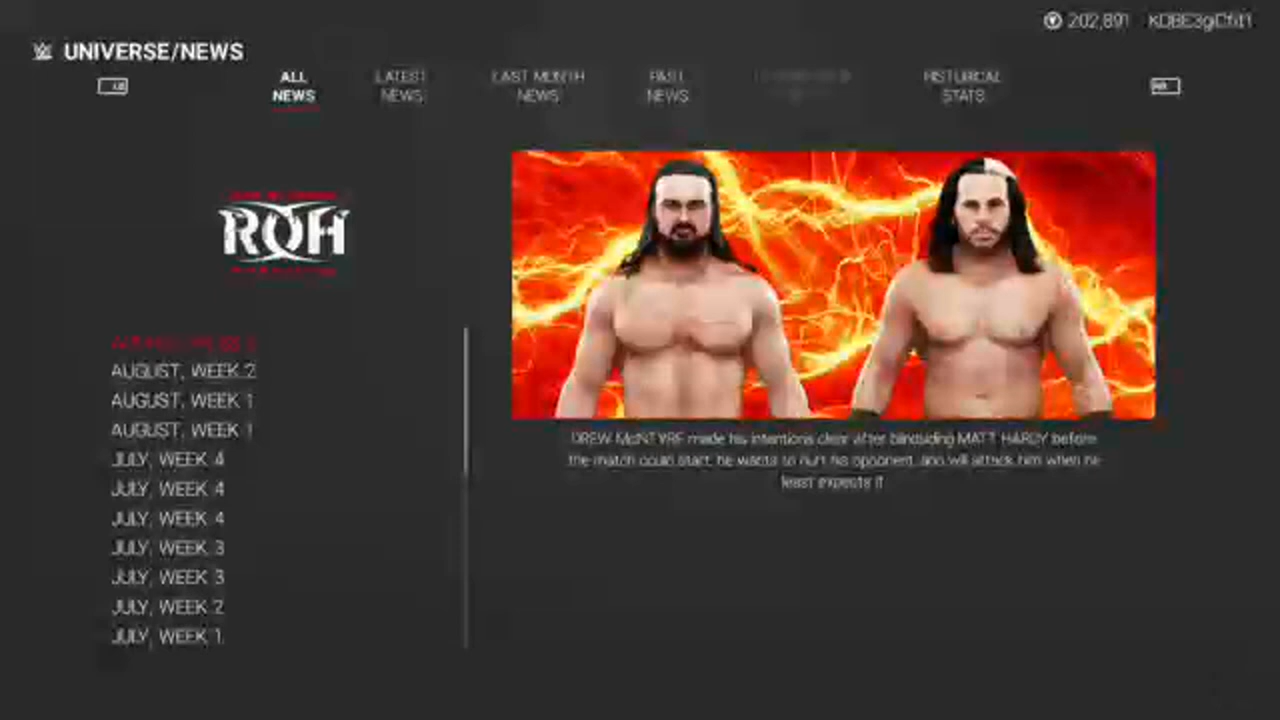 202,891
UNIVERSE/NEWS
ALL
NEWS
LATEST
NEWS
LAST MONTH
NEWS
PAST
NEWS
HISTORICAL
STATS
ROH
AUGUST, WEEK 2
AUGUST, WEEK 1
AUGUST, WEEK 1
JULY, WEEK 4
JULY, WEEK 4
JULY, WEEK 4
JULY, WEEK 3
JULY, WEEK 3
JULY, WEEK 2
JULY, WEEK 1
DREW McINTYRE made his intentions clear after blindsiding MATT HARDY before
the match could start, he wants to hurt his opponent, and will attack him when he
least expects it